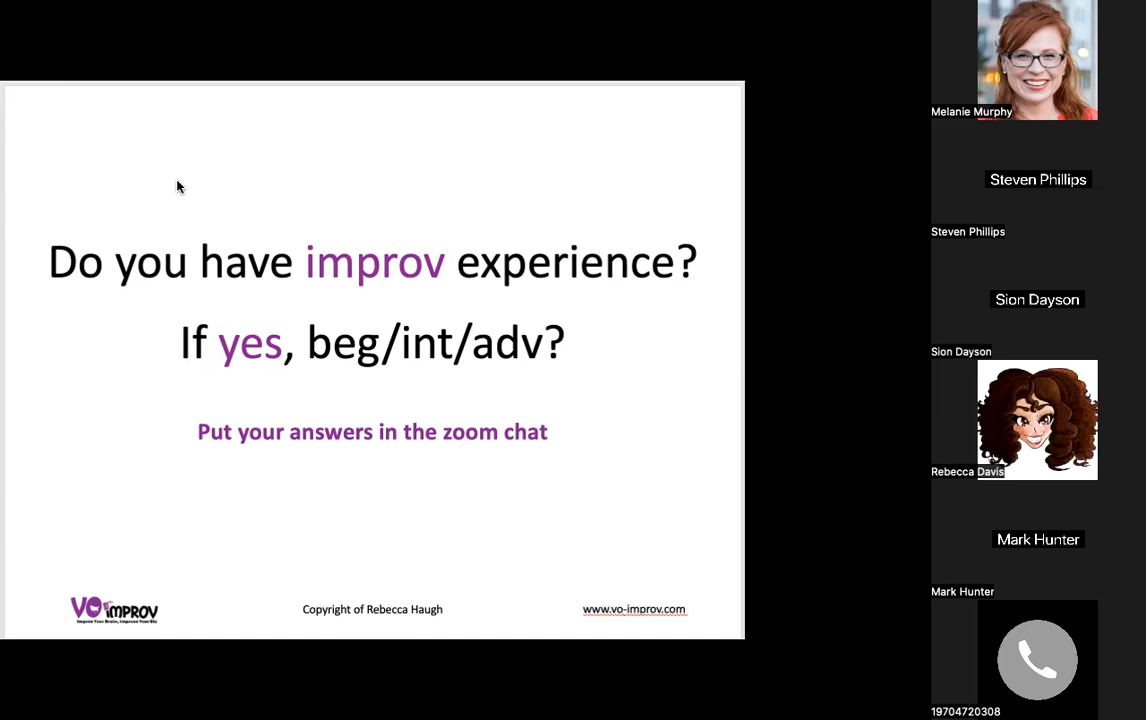 Do you have improv experience?
If yes, beg/int/adv?
Put your answers in the zoom chat
VO IMPROV
Improv Your Brain, Improve Your Biz
Copyright of Rebecca Haugh
www.vo-improv.com
Melanie Murphy
Steven Phillips
Steven Phillips
Sion Dayson
Sion Dayson
Rebecca Davis
Mark Hunter
Mark Hunter
19704720308